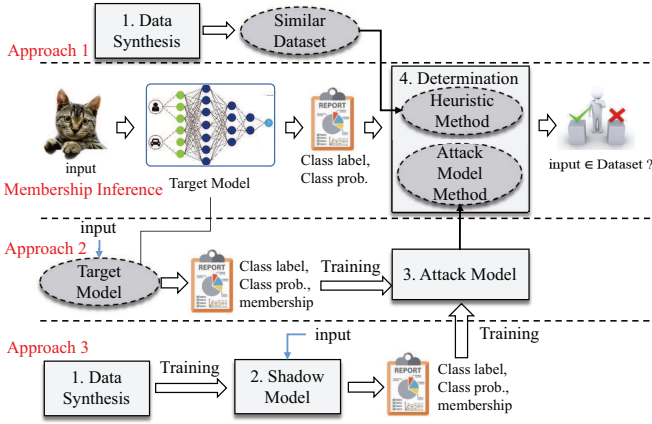 1. Data
Synthesis
Similar
Dataset
Approach 1
4. Determination
Heuristic
Method
Attack
Model
Method
REPORT
input
Target Model
Class label,
Class prob.
input ∈ Dataset ?
Membership Inference
input
Approach 2
Target
Model
REPORT
Class label,
Class prob.,
membership
Training
3. Attack Model
Approach 3
input
Training
1. Data
Synthesis
Training
2. Shadow
Model
REPORT
Class label,
Class prob.,
membership